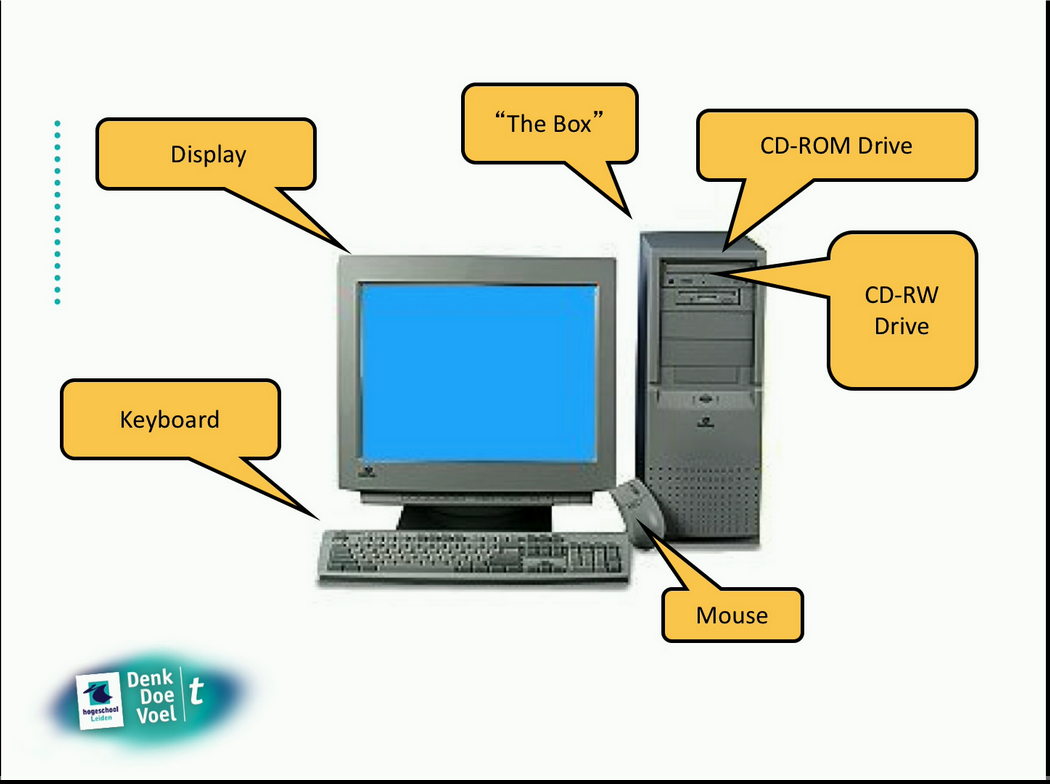 “The Box”
CD-ROM Drive
Display
CD-RW
Drive
Keyboard
Mouse
Denk
Doe
Voel
t
hogeschool
Leiden